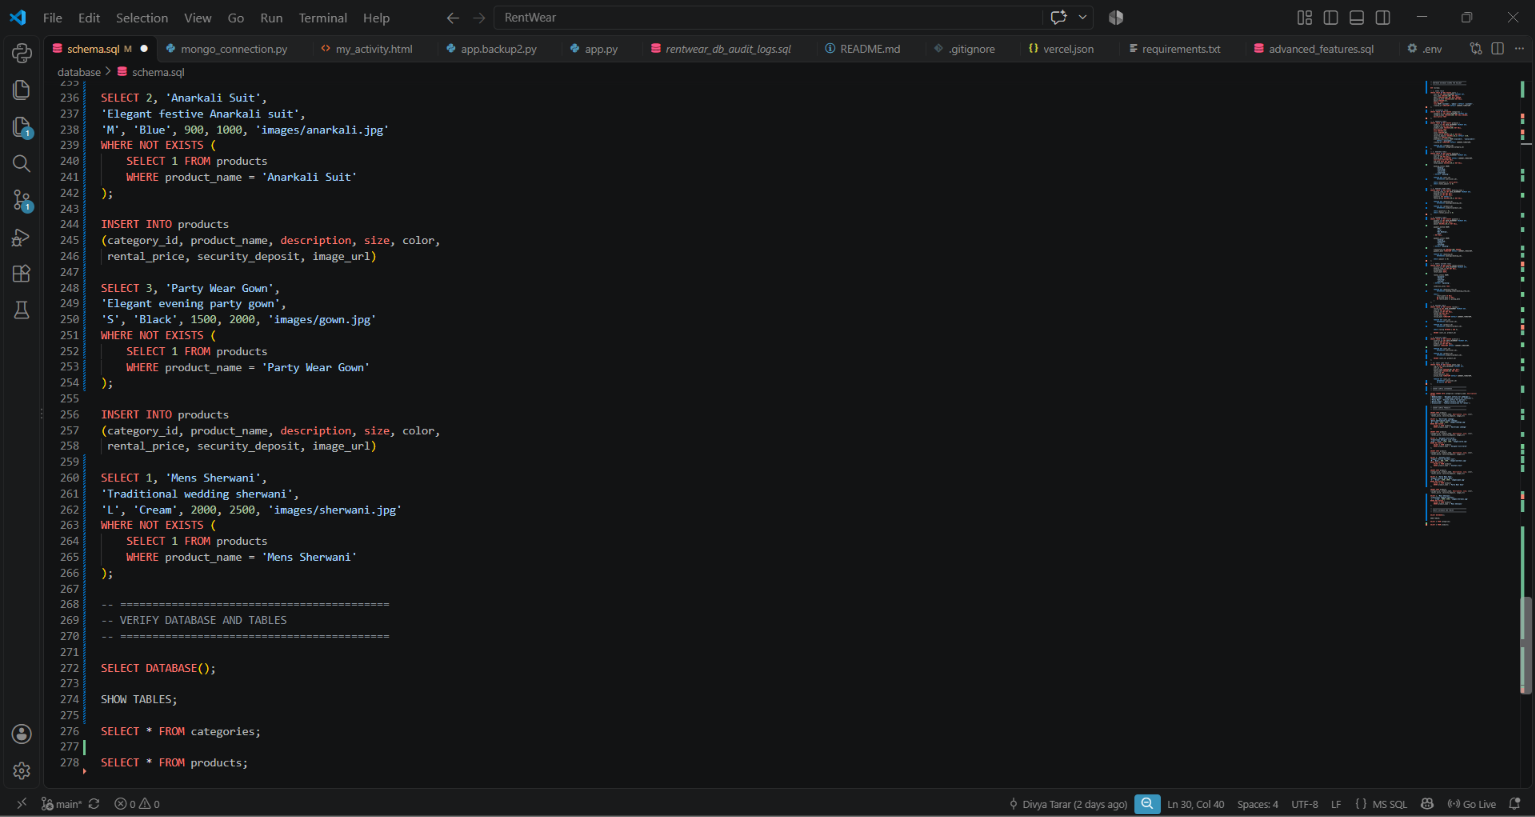 File Edit Selection View Go Run Terminal Help
RentWear
schema.sql M
mongo_connection.py
my_activity.html
app.backup2.py
app.py
rentwear_db_audit_logs.sql
README.md
.gitignore
vercel.json
requirements.txt
advanced_features.sql
.env
database > schema.sql
235
236 SELECT 2, 'Anarkali Suit',
237 'Elegant festive Anarkali suit',
238 'M', 'Blue', 900, 1000, 'images/anarkali.jpg'
239 WHERE NOT EXISTS (
240 SELECT 1 FROM products
241 WHERE product_name = 'Anarkali Suit'
242 );
243
244 INSERT INTO products
245 (category_id, product_name, description, size, color,
246 rental_price, security_deposit, image_url)
247
248 SELECT 3, 'Party Wear Gown',
249 'Elegant evening party gown',
250 'S', 'Black', 1500, 2000, 'images/gown.jpg'
251 WHERE NOT EXISTS (
252 SELECT 1 FROM products
253 WHERE product_name = 'Party Wear Gown'
254 );
255
256 INSERT INTO products
257 (category_id, product_name, description, size, color,
258 rental_price, security_deposit, image_url)
259
260 SELECT 1, 'Mens Sherwani',
261 'Traditional wedding sherwani',
262 'L', 'Cream', 2000, 2500, 'images/sherwani.jpg'
263 WHERE NOT EXISTS (
264 SELECT 1 FROM products
265 WHERE product_name = 'Mens Sherwani'
266 );
267
268 -- ==========================================
269 -- VERIFY DATABASE AND TABLES
270 -- ==========================================
271
272 SELECT DATABASE();
273
274 SHOW TABLES;
275
276 SELECT * FROM categories;
277
278 SELECT * FROM products;
1
1
main* 0 0 Divya Tarar (2 days ago) Ln 30, Col 40 Spaces: 4 UTF-8 LF { } MS SQL Go Live